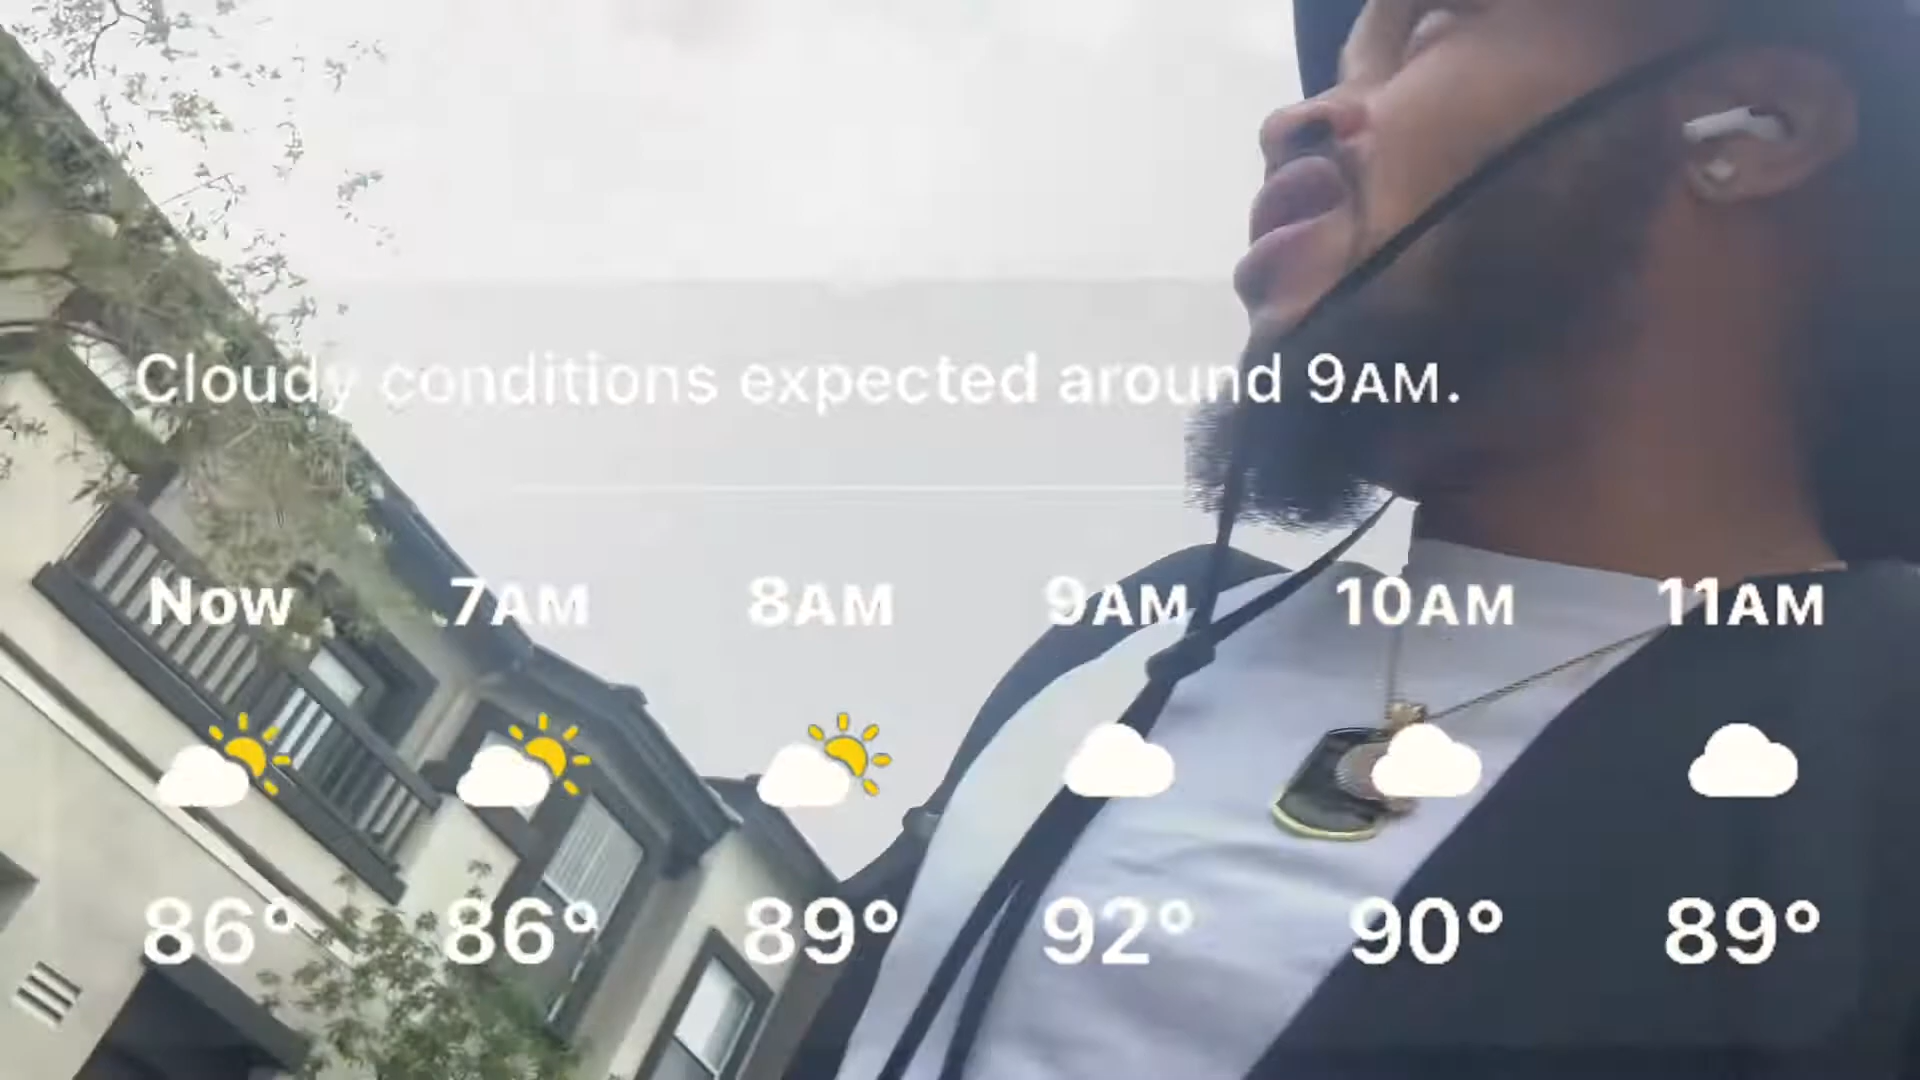 Cloudy conditions expected around 9AM.
Now 7AM 8AM 9AM 10AM 11AM
86° 86° 89° 92° 90° 89°